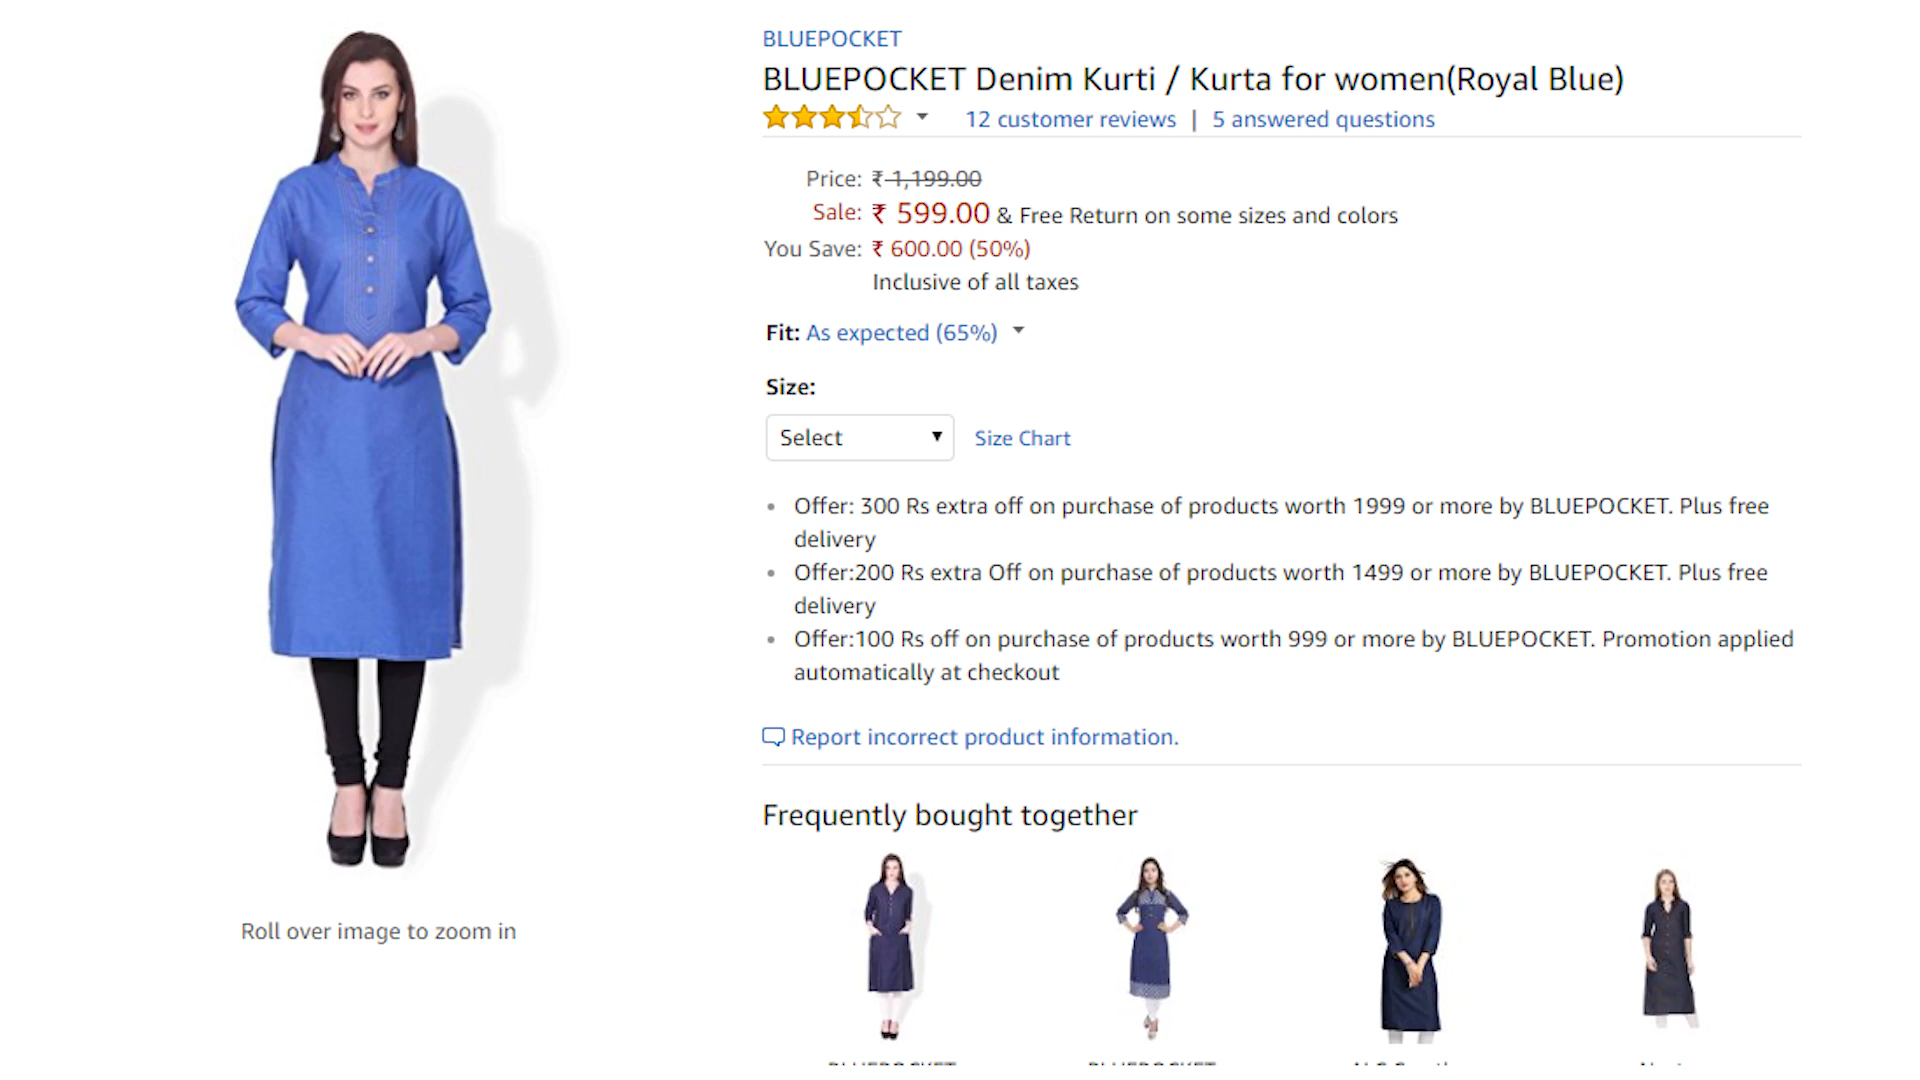 BLUEPOCKET
BLUEPOCKET Denim Kurti / Kurta for women(Royal Blue)
12 customer reviews | 5 answered questions
Price: ₹ 1,199.00
Sale: ₹ 599.00 & Free Return on some sizes and colors
You Save: ₹ 600.00 (50%)
Inclusive of all taxes
Fit: As expected (65%)
Size:
Select Size Chart
• Offer: 300 Rs extra off on purchase of products worth 1999 or more by BLUEPOCKET. Plus free
delivery
• Offer:200 Rs extra Off on purchase of products worth 1499 or more by BLUEPOCKET. Plus free
delivery
• Offer:100 Rs off on purchase of products worth 999 or more by BLUEPOCKET. Promotion applied
automatically at checkout
Report incorrect product information.
Frequently bought together
Roll over image to zoom in